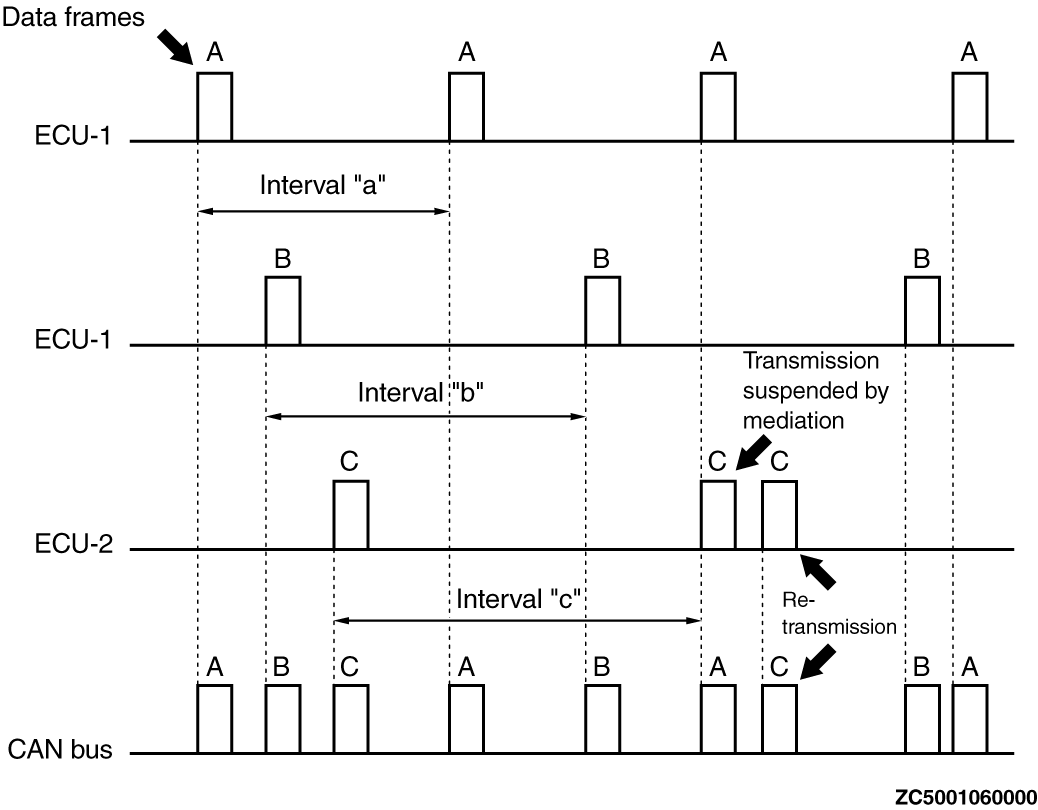 Data frames
A A A A
ECU-1
Interval "a"
B B B
ECU-1
Interval "b"
Transmission
suspended by
mediation
C C C
ECU-2
Interval "c"
Re-
transmission
A B C A B A C B A
CAN bus
ZC5001060000